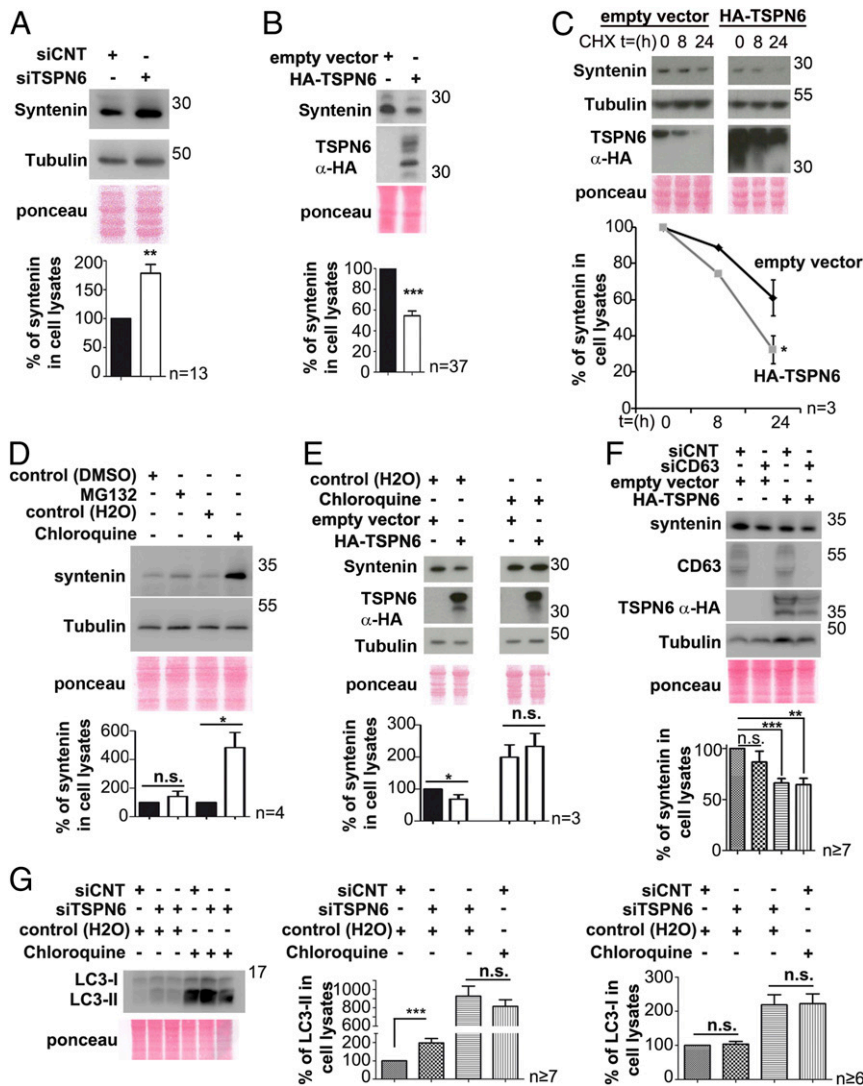 A
siCNT + -
siTSPN6 - +
Syntenin 30
Tubulin 50
ponceau
% of syntenin in cell lysates
200
150
100
50
0
**
n=13
B
empty vector + -
HA-TSPN6 - +
Syntenin 30
TSPN6
α-HA 30
ponceau
% of syntenin in cell lysates
100
80
60
40
20
0
***
n=37
C
empty vector HA-TSPN6
CHX t=(h) 0 8 24 0 8 24
Syntenin 30
Tubulin 55
TSPN6
α-HA 30
ponceau
% of syntenin in cell lysates
100
80
60
40
20
0
empty vector
*
HA-TSPN6
t=(h) 0 8 24
n=3
D
control (DMSO) + - - -
MG132 - + - -
control (H2O) - - + -
Chloroquine - - - +
syntenin 35
Tubulin 55
ponceau
% of syntenin in cell lysates
600
400
200
100
0
n.s.
*
n=4
E
control (H2O) + + - -
Chloroquine - - + +
empty vector + - + -
HA-TSPN6 - + - +
Syntenin 30
TSPN6
α-HA 30
Tubulin 50
ponceau
% of syntenin in cell lysates
300
200
100
0
*
n.s.
n=3
F
siCNT + - + -
siCD63 - + - +
empty vector + + - -
HA-TSPN6 - - + +
syntenin 35
CD63 55
TSPN6 α-HA 35
Tubulin 50
ponceau
% of syntenin in cell lysates
100
50
0
**
***
n.s.
n≥7
G
siCNT + - - + - -
siTSPN6 - + + - + +
control (H2O) + + + - - -
Chloroquine - - - + + +
LC3-I 17
LC3-II
ponceau
siCNT + - - +
siTSPN6 - + + -
control (H2O) + + - -
Chloroquine - - - +
% of LC3-II in cell lysates
1000
800
600
200
100
0
***
n.s.
n≥7
siCNT + - - +
siTSPN6 - + + -
control (H2O) + + - -
Chloroquine - - - +
% of LC3-I in cell lysates
300
200
100
0
n.s.
n.s.
n≥6